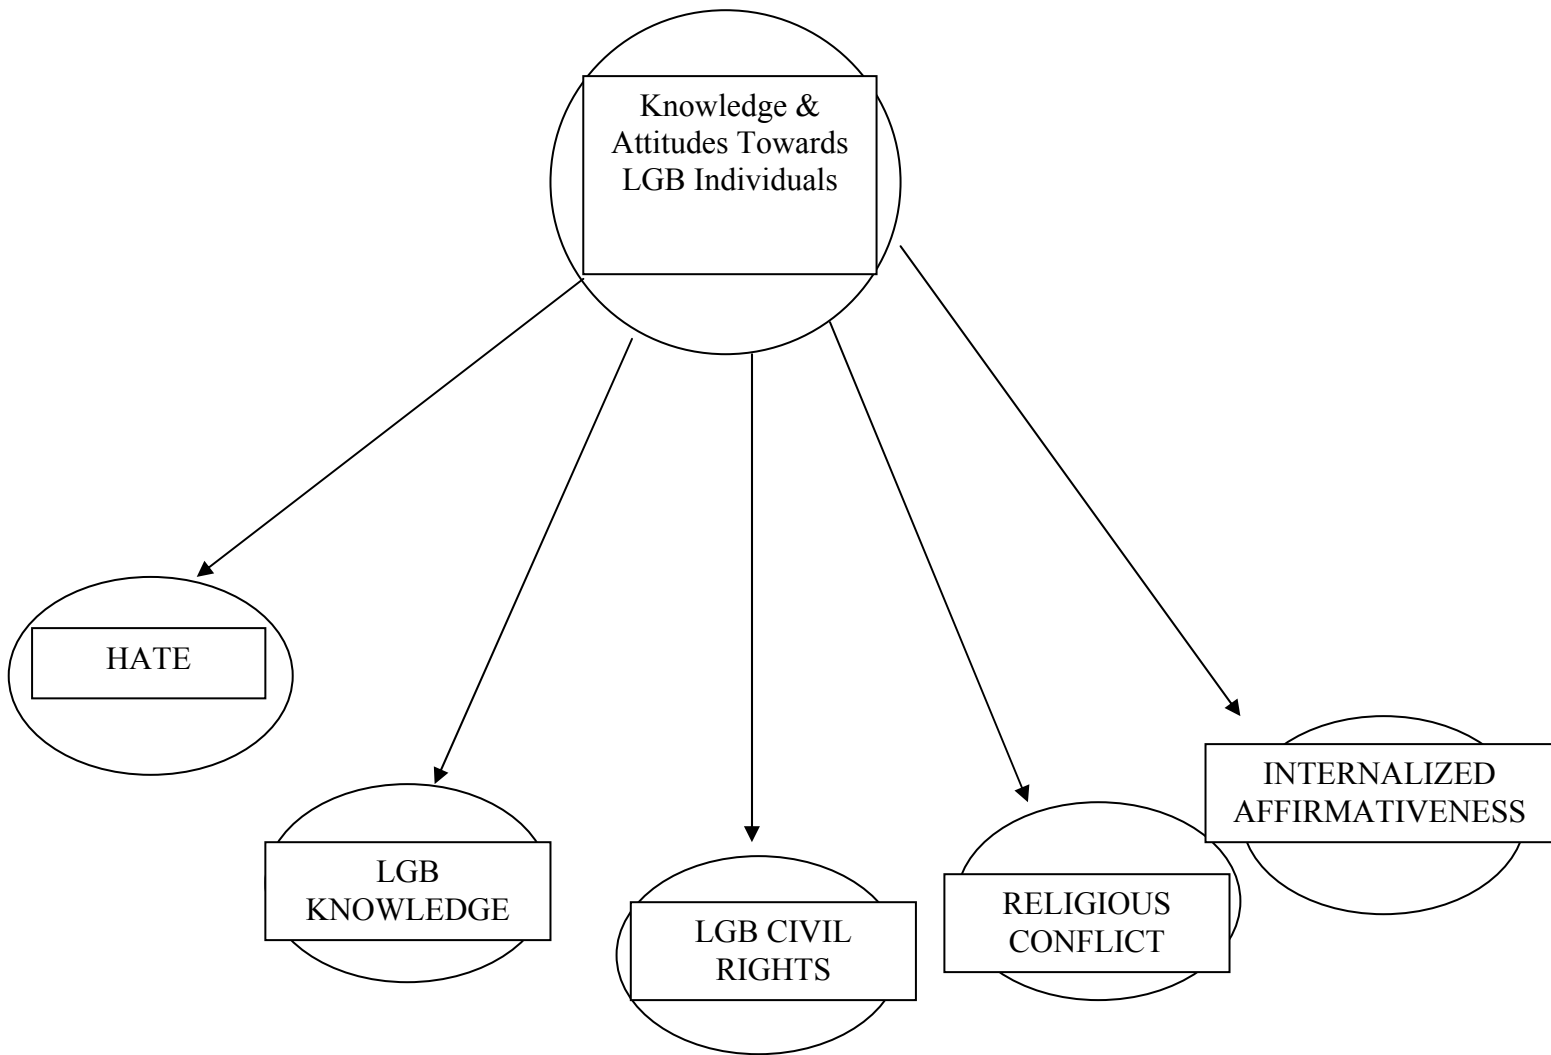 Knowledge &
Attitudes Towards
LGB Individuals
HATE
LGB
KNOWLEDGE
LGB CIVIL
RIGHTS
RELIGIOUS
CONFLICT
INTERNALIZED
AFFIRMATIVENESS